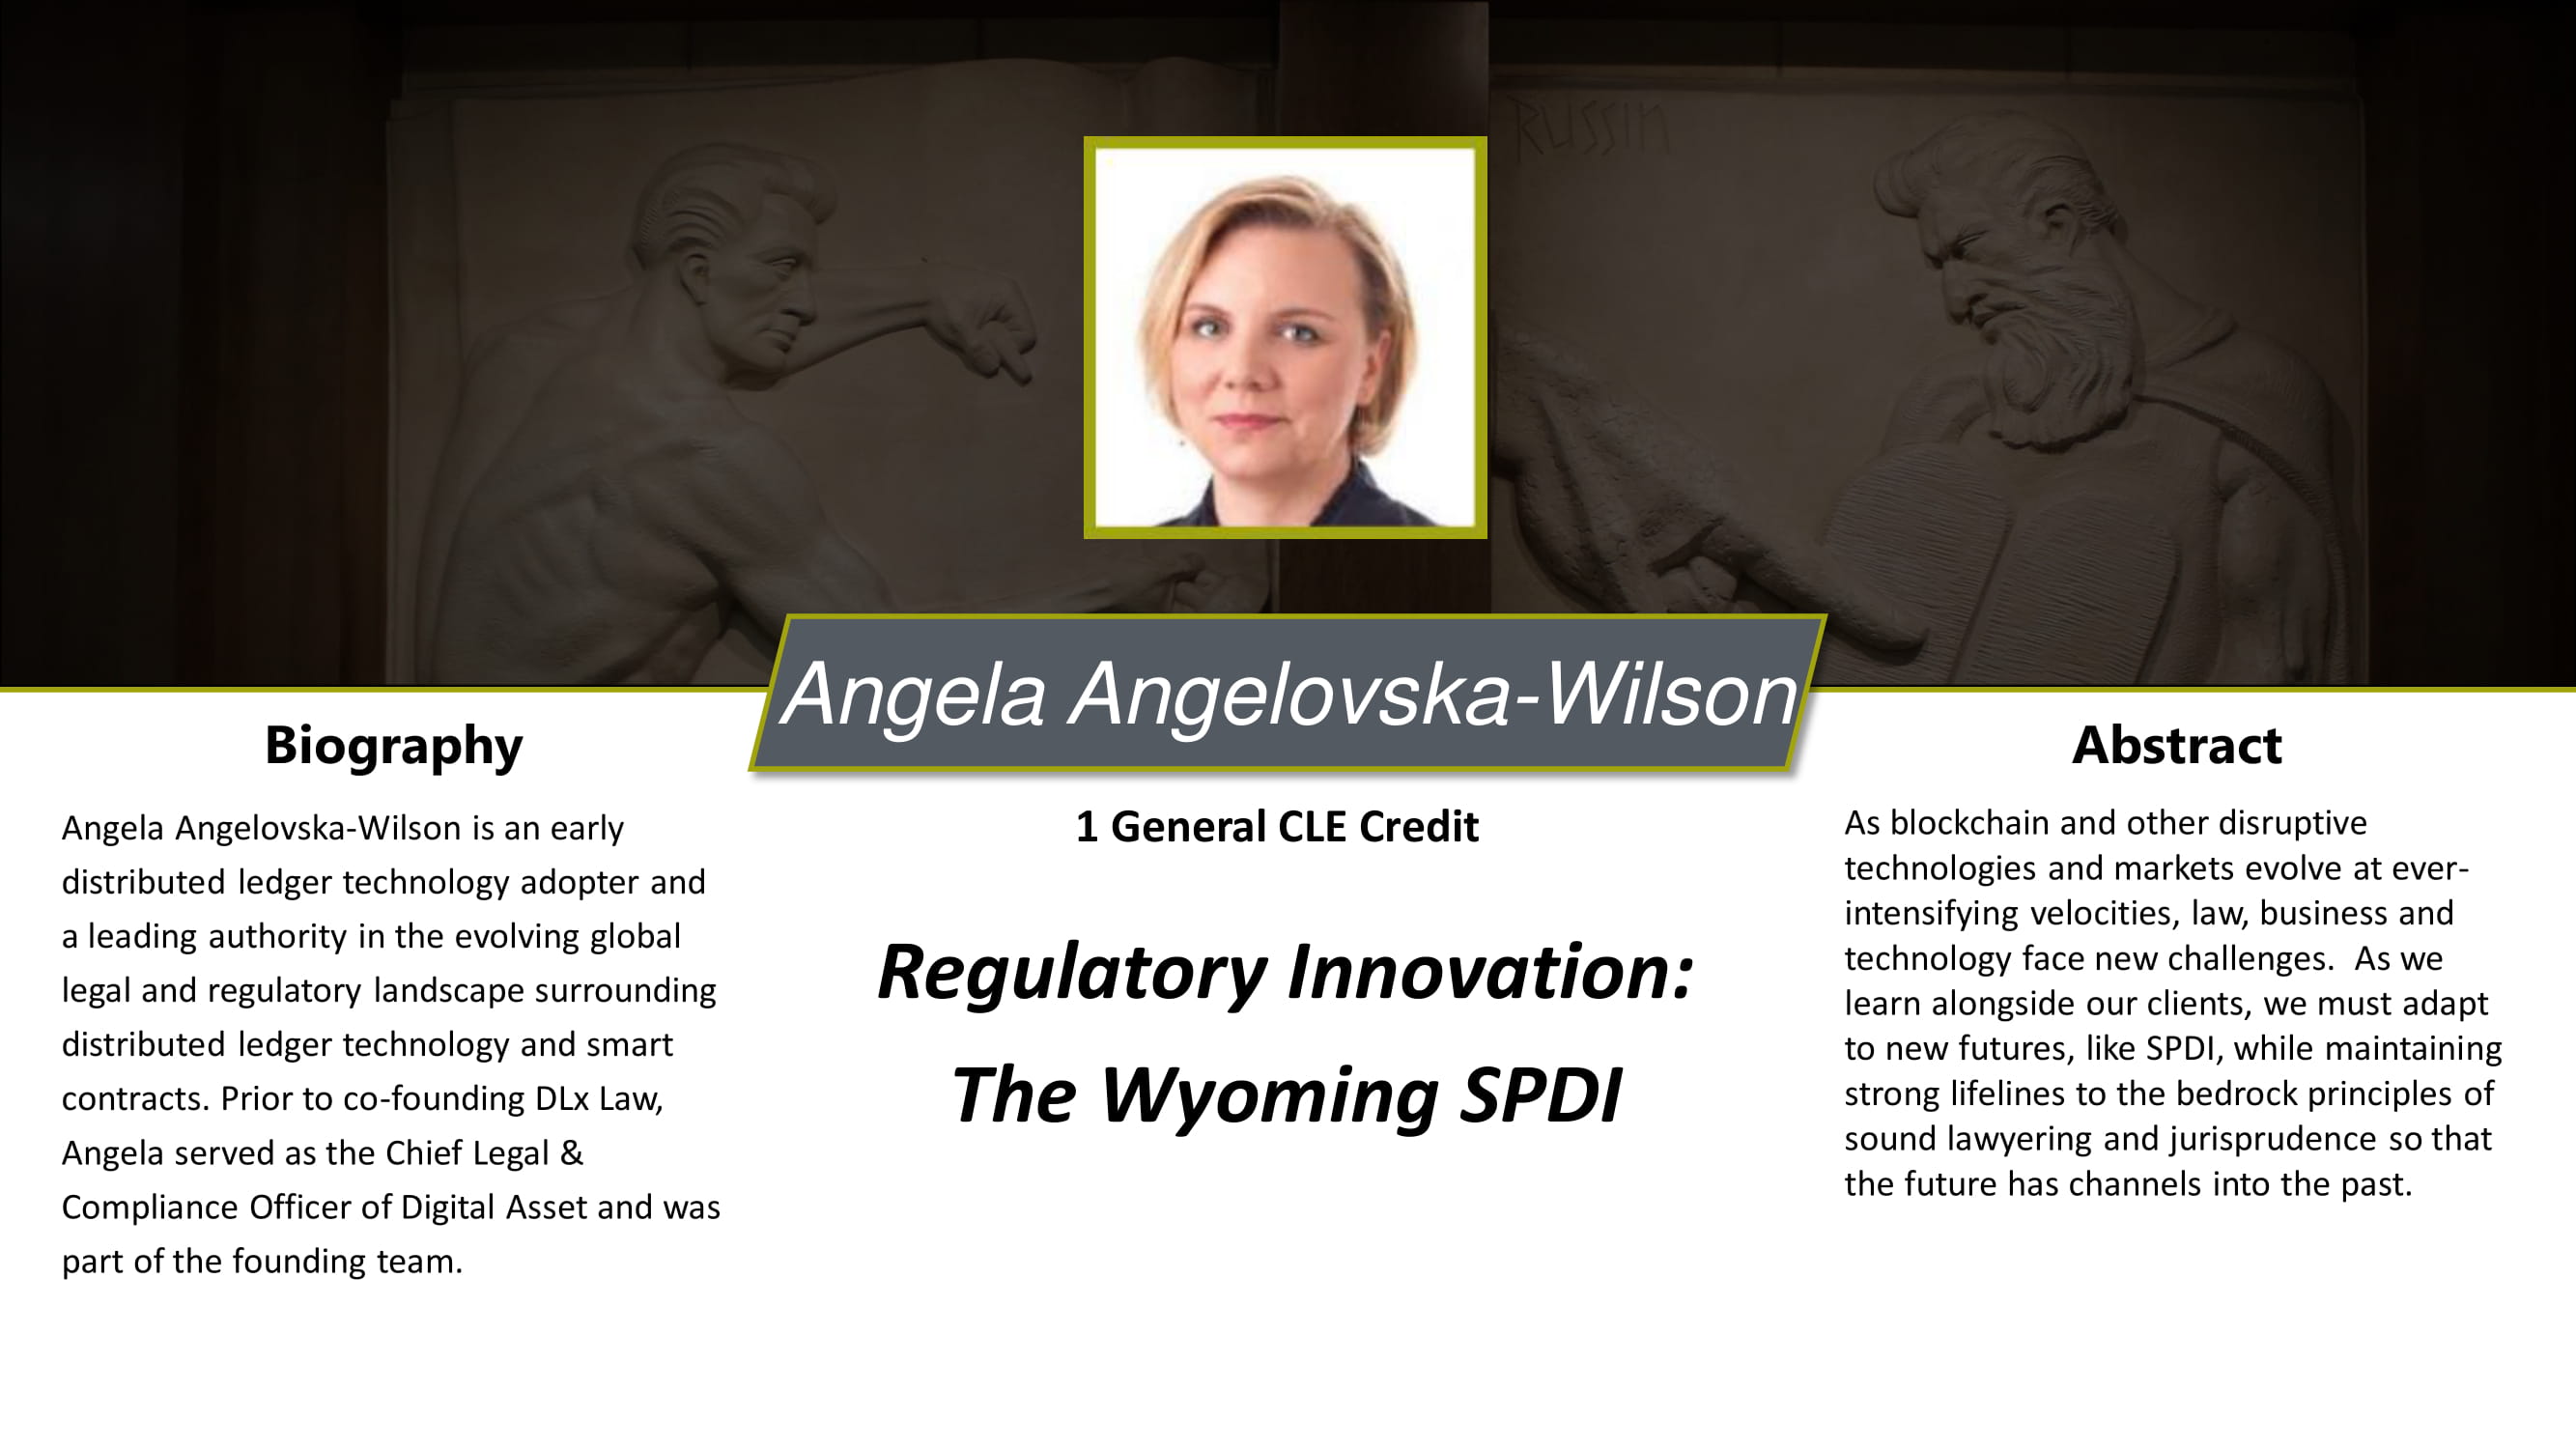 RUSSIN
Angela Angelovska-Wilson
Biography
Angela Angelovska-Wilson is an early
distributed ledger technology adopter and
a leading authority in the evolving global
legal and regulatory landscape surrounding
distributed ledger technology and smart
contracts. Prior to co-founding DLx Law,
Angela served as the Chief Legal &
Compliance Officer of Digital Asset and was
part of the founding team.
1 General CLE Credit
Regulatory Innovation:
The Wyoming SPDI
Abstract
As blockchain and other disruptive
technologies and markets evolve at ever-
intensifying velocities, law, business and
technology face new challenges.  As we
learn alongside our clients, we must adapt
to new futures, like SPDI, while maintaining
strong lifelines to the bedrock principles of
sound lawyering and jurisprudence so that
the future has channels into the past.